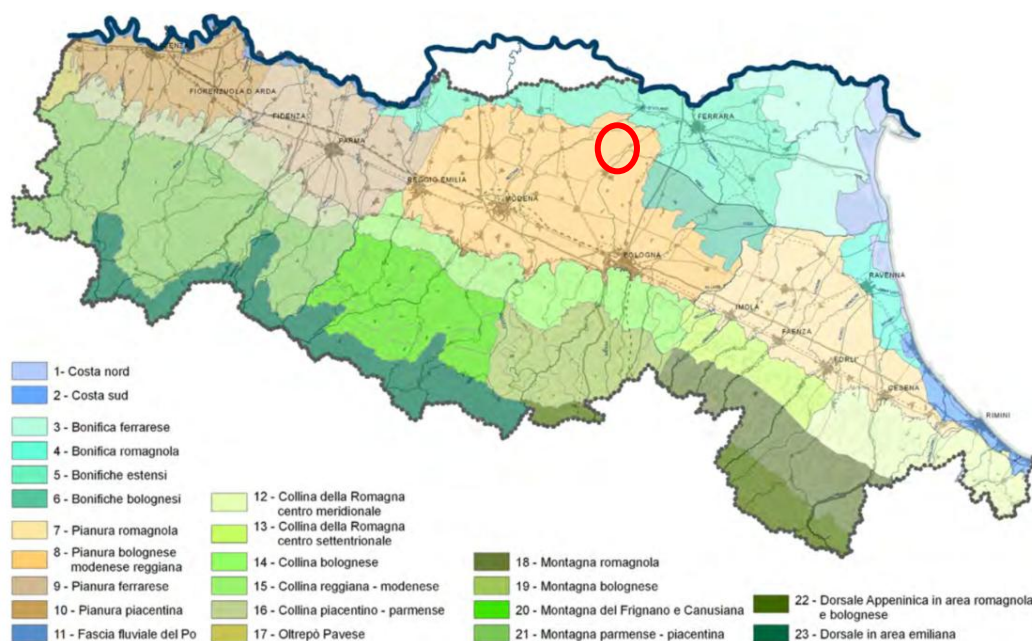 FIORENZUOLA D'ARDA
FIDENZA
PARMA
REGGIO EMILIA
MODENA
FERRARA
BOLOGNA
RAVENNA
IMOLA
FAENZA
FORLI'
CESENA
RIMINI
1- Costa nord
2 - Costa sud
3 - Bonifica ferrarese
4 - Bonifica romagnola
5 - Bonifiche estensi
6 - Bonifiche bolognesi
7 - Pianura romagnola
8 - Pianura bolognese
modenese reggiana
9 - Pianura ferrarese
10 - Pianura piacentina
11 - Fascia fluviale del Po
12 - Collina della Romagna
centro meridionale
13 - Collina della Romagna
centro settentrionale
14 - Collina bolognese
15 - Collina reggiana - modenese
16 - Collina piacentino - parmense
17 - Oltrepò Pavese
18 - Montagna romagnola
19 - Montagna bolognese
20 - Montagna del Frignano e Canusiana
21 - Montagna parmense - piacentina
22 - Dorsale Appeninica in area romagnola
e bolognese
23 - Dorsale in area emiliana